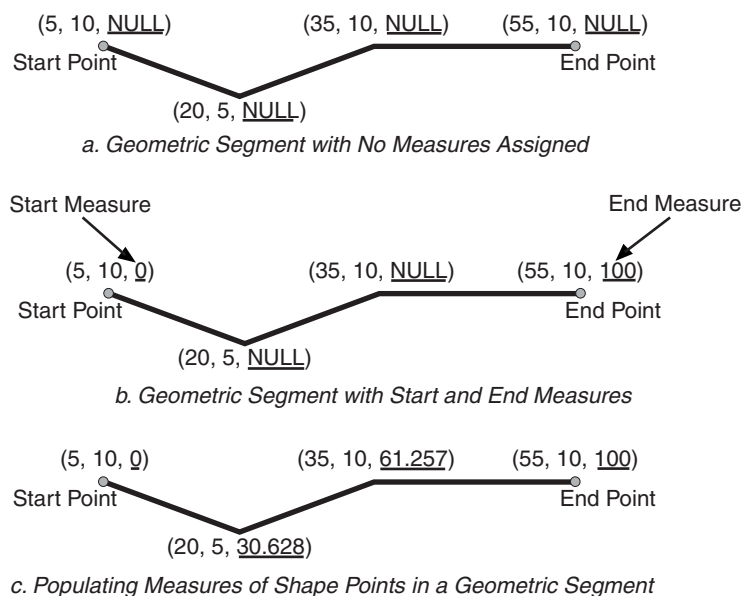 (5, 10, NULL) (35, 10, NULL) (55, 10, NULL)
Start Point End Point
(20, 5, NULL)
a. Geometric Segment with No Measures Assigned
Start Measure End Measure
(5, 10, 0) (35, 10, NULL) (55, 10, 100)
Start Point End Point
(20, 5, NULL)
b. Geometric Segment with Start and End Measures
(5, 10, 0) (35, 10, 61.257) (55, 10, 100)
Start Point End Point
(20, 5, 30.628)
c. Populating Measures of Shape Points in a Geometric Segment